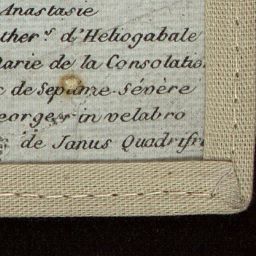 Anastasie
ther.s d'Heliogabale
Marie de la Consolatio
c de Septime Sévère
eorges in velabro
de Janus Quadrifr